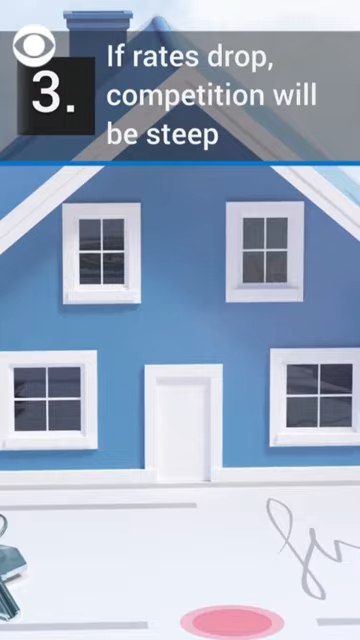 3.
If rates drop,
competition will
be steep